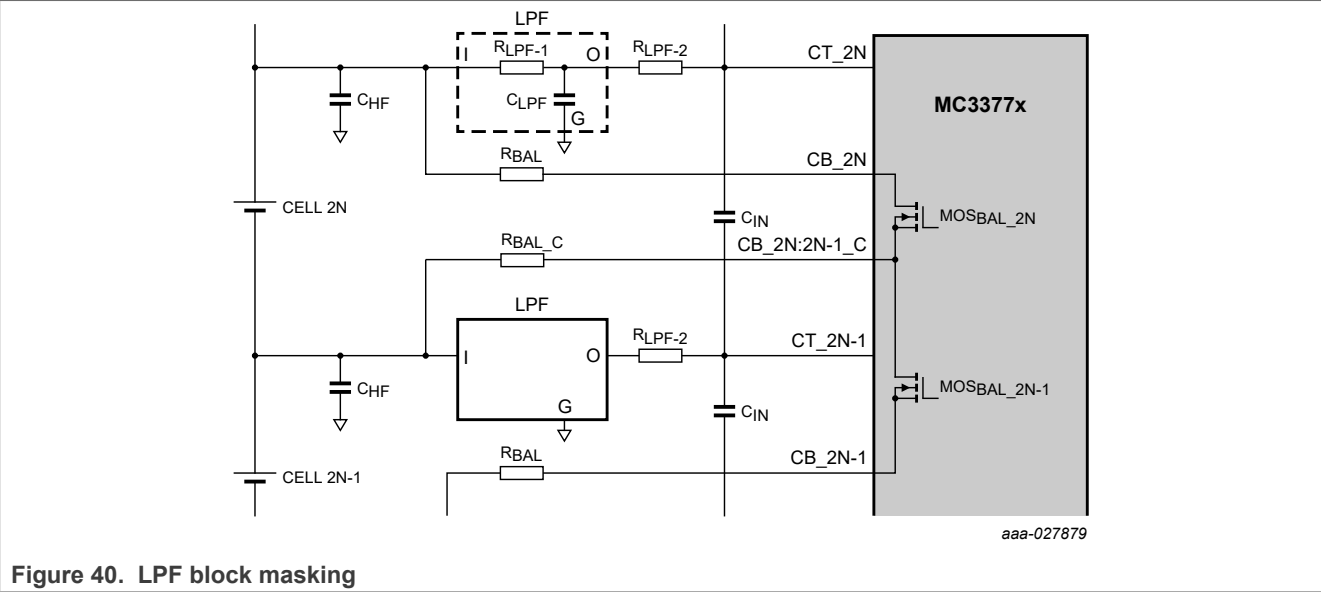 LPF
I
RLPF-1
O
RLPF-2
CT_2N
MC3377x
CHF
CLPF
G
RBAL
CB_2N
CELL 2N
CIN
MOSBAL_2N
RBAL_C
CB_2N:2N-1_C
LPF
RLPF-2
CT_2N-1
I
O
CHF
G
CIN
MOSBAL_2N-1
RBAL
CB_2N-1
CELL 2N-1
aaa-027879
Figure 40. LPF block masking